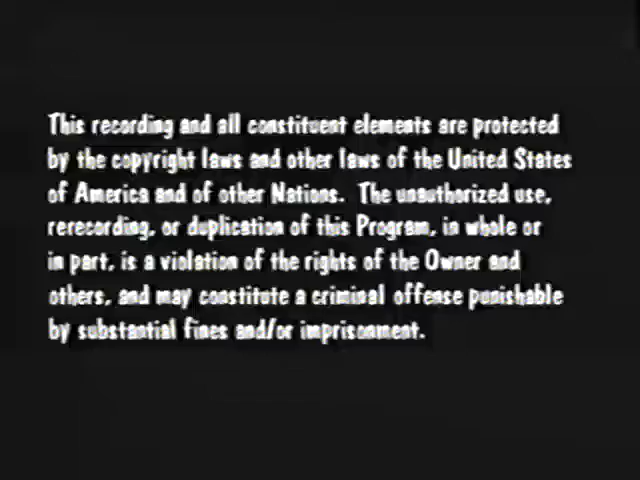 This recording and all constituent elements are protected
by the copyright laws and other laws of the United States
of America and of other Nations. The unauthorized use,
rerecording, or duplication of this Program, in whole or
in part, is a violation of the rights of the Owner and
others, and may constitute a criminal offense punishable
by substantial fines and/or imprisonment.